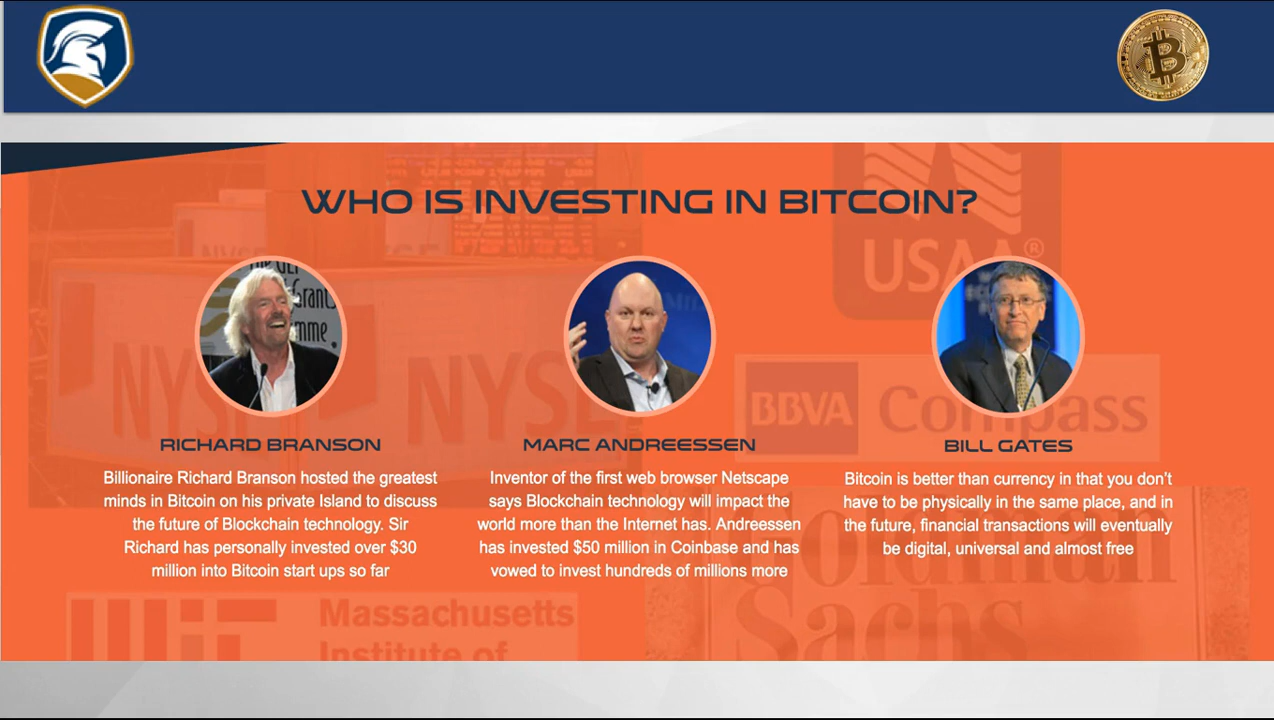 WHO IS INVESTING IN BITCOIN?
NYSE
USAA®
Grant
mme
NYSE
NYSE
BBVA Compass
RICHARD BRANSON
Billionaire Richard Branson hosted the greatest
minds in Bitcoin on his private Island to discuss
the future of Blockchain technology. Sir
Richard has personally invested over $30
million into Bitcoin start ups so far
MARC ANDREESSEN
Inventor of the first web browser Netscape
says Blockchain technology will impact the
world more than the Internet has. Andreessen
has invested $50 million in Coinbase and has
vowed to invest hundreds of millions more
BILL GATES
Bitcoin is better than currency in that you don't
have to be physically in the same place, and in
the future, financial transactions will eventually
be digital, universal and almost free
Goldman
Sachs
Massachusetts
Institute of